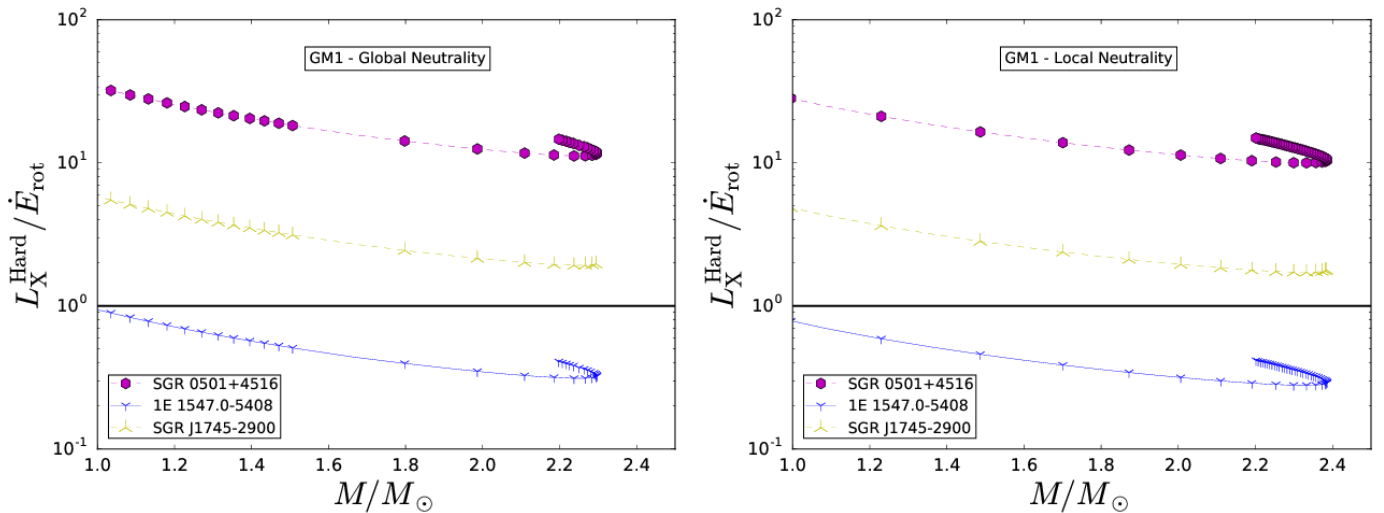 GM1 - Global Neutrality
L_X^Hard / Ė_rot
10^2
10^1
10^0
10^-1
SGR 0501+4516
1E 1547.0-5408
SGR J1745-2900
1.0 1.2 1.4 1.6 1.8 2.0 2.2 2.4
M/M⊙
GM1 - Local Neutrality
L_X^Hard / Ė_rot
10^2
10^1
10^0
10^-1
SGR 0501+4516
1E 1547.0-5408
SGR J1745-2900
1.0 1.2 1.4 1.6 1.8 2.0 2.2 2.4
M/M⊙